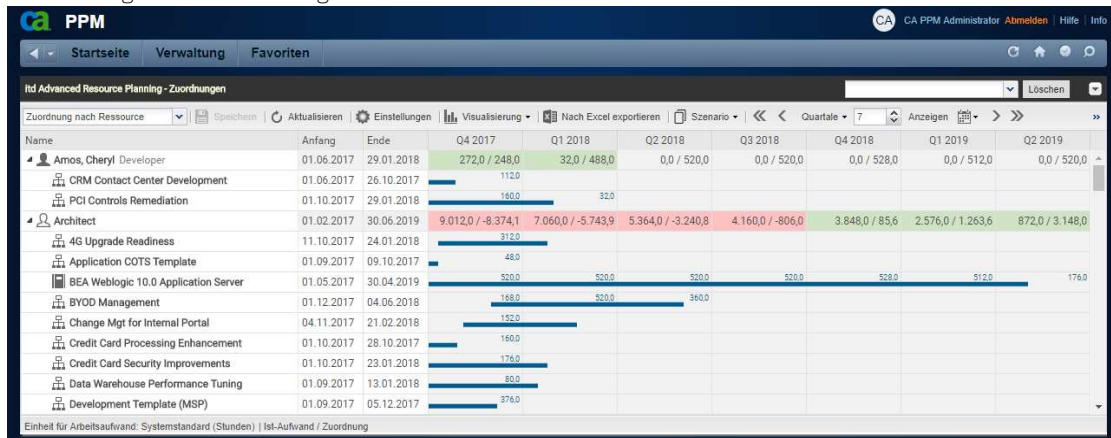 ca PPM
CA CA PPM Administrator Abmelden | Hilfe | Info
Startseite Verwaltung Favoriten
itd Advanced Resource Planning - Zuordnungen
Löschen
Zuordnung nach Ressource Speichern Aktualisieren Einstellungen Visualisierung Nach Excel exportieren Szenario Quartale 7 Anzeigen
Name Anfang Ende Q4 2017 Q1 2018 Q2 2018 Q3 2018 Q4 2018 Q1 2019 Q2 2019
Amos, Cheryl Developer 01.06.2017 29.01.2018 272,0 / 248,0 32,0 / 488,0 0,0 / 520,0 0,0 / 520,0 0,0 / 528,0 0,0 / 512,0 0,0 / 520,0
CRM Contact Center Development 01.06.2017 26.10.2017 112,0
PCI Controls Remediation 01.10.2017 29.01.2018 160,0 32,0
Architect 01.02.2017 30.06.2019 9.012,0 / -8.374,1 7.060,0 / -5.743,9 5.364,0 / -3.240,8 4.160,0 / -806,0 3.848,0 / 85,6 2.576,0 / 1.263,6 872,0 / 3.148,0
4G Upgrade Readiness 11.10.2017 24.01.2018 312,0
Application COTS Template 01.09.2017 09.10.2017 48,0
BEA Weblogic 10.0 Application Server 01.05.2017 30.04.2019 520,0 520,0 520,0 520,0 528,0 512,0 176,0
BYOD Management 01.12.2017 04.06.2018 168,0 520,0 360,0
Change Mgt for Internal Portal 04.11.2017 21.02.2018 152,0
Credit Card Processing Enhancement 01.10.2017 28.10.2017 160,0
Credit Card Security Improvements 01.10.2017 23.01.2018 176,0
Data Warehouse Performance Tuning 01.09.2017 13.01.2018 80,0
Development Template (MSP) 01.09.2017 05.12.2017 376,0
Einheit für Arbeitsaufwand: Systemstandard (Stunden) | Ist-Aufwand / Zuordnung